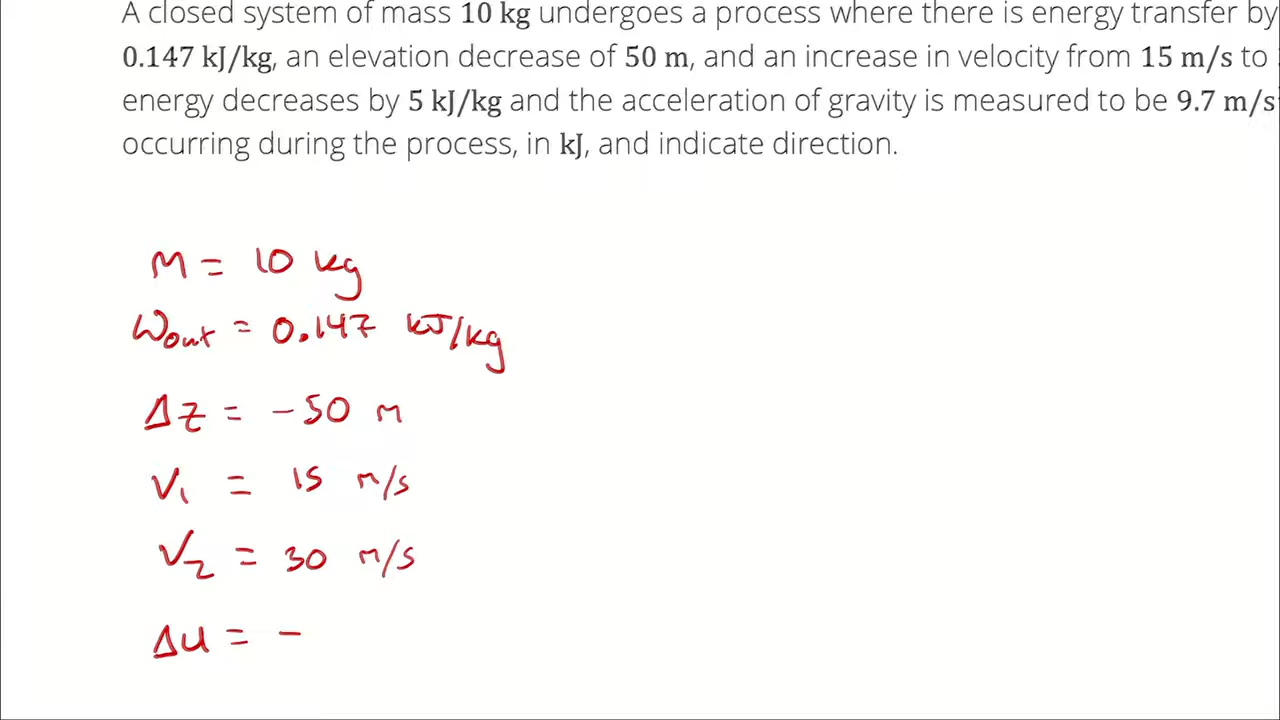 A closed system of mass 10 kg undergoes a process where there is energy transfer by
0.147 kJ/kg, an elevation decrease of 50 m, and an increase in velocity from 15 m/s to
energy decreases by 5 kJ/kg and the acceleration of gravity is measured to be 9.7 m/s
occurring during the process, in kJ, and indicate direction.
m = 10 kg
Wout = 0.147 kJ/kg
Δz = -50 m
V1 = 15 m/s
V2 = 30 m/s
Δu = -